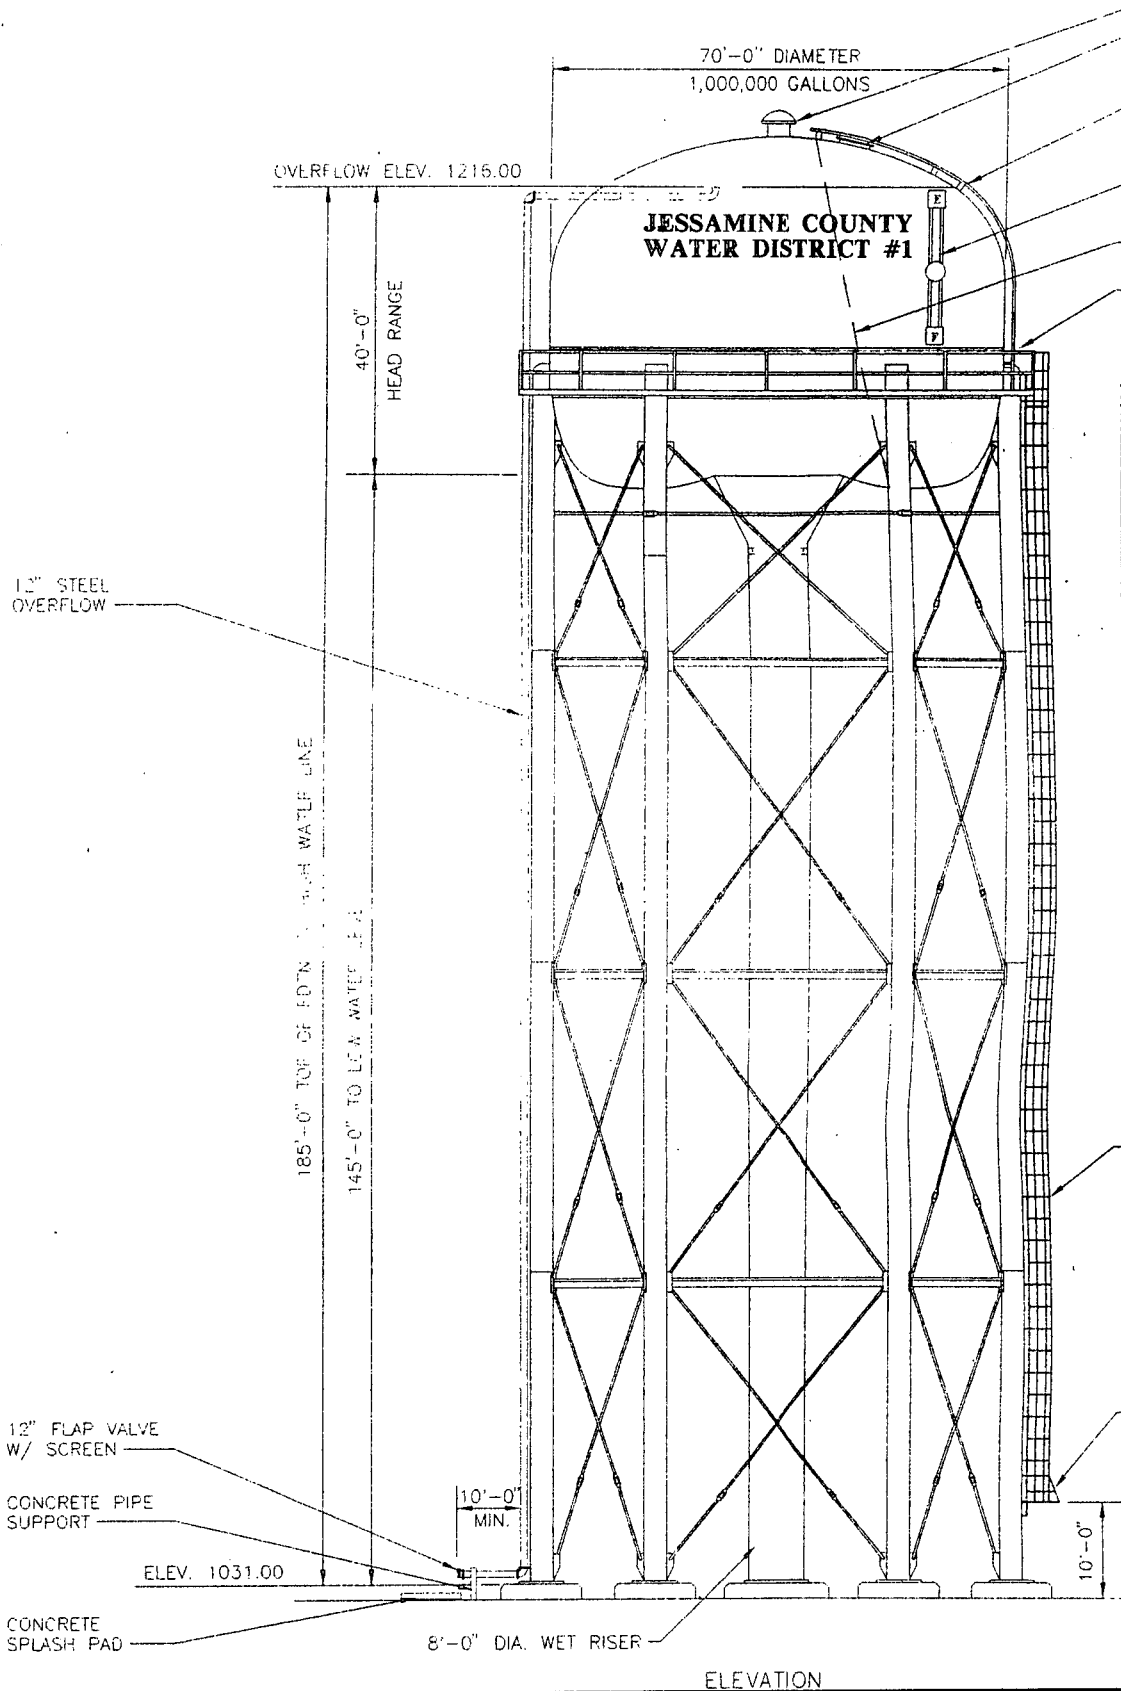 70'-0" DIAMETER
1,000,000 GALLONS
OVERFLOW ELEV. 1216.00
JESSAMINE COUNTY
WATER DISTRICT #1
E
F
40'-0"
HEAD RANGE
12" STEEL
OVERFLOW
185'-0" TOP OF FDTN. HIGH WATER LINE
145'-0" TO LOW WATER
12" FLAP VALVE
W/ SCREEN
10'-0"
MIN.
CONCRETE PIPE
SUPPORT
ELEV. 1031.00
10'-0"
CONCRETE
SPLASH PAD
8'-0" DIA. WET RISER
ELEVATION